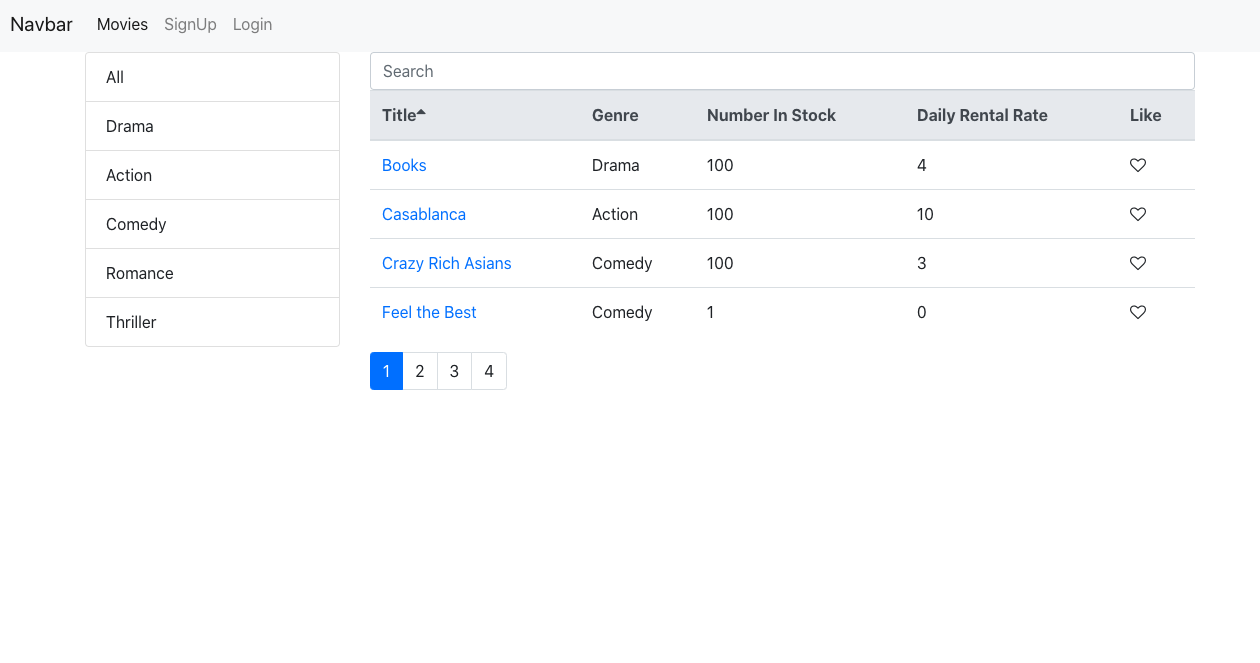 Navbar Movies SignUp Login
All
Drama
Action
Comedy
Romance
Thriller
Search
Title Genre Number In Stock Daily Rental Rate Like
Books Drama 100 4
Casablanca Action 100 10
Crazy Rich Asians Comedy 100 3
Feel the Best Comedy 1 0
1 2 3 4